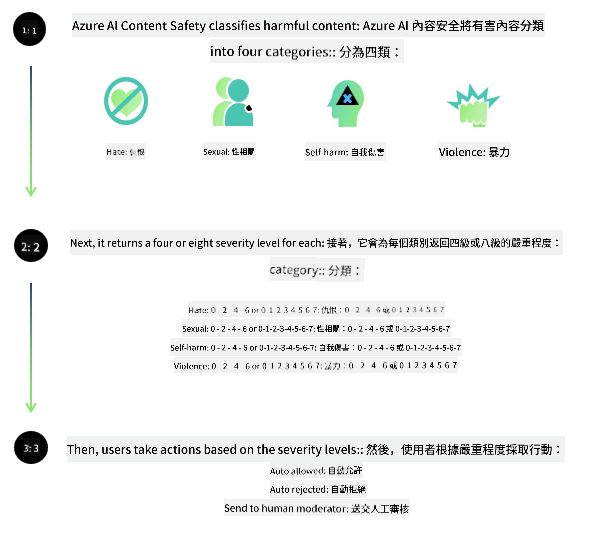 1: 1
Azure AI Content Safety classifies harmful content: Azure AI 內容安全將有害內容分類
into four categories:: 分為四類：
Hate: 仇恨
Sexual: 性相關
Self-harm: 自我傷害
Violence: 暴力
2: 2
Next, it returns a four or eight severity level for each: 接著，它會為每個類別返回四級或八級的嚴重程度：
category:: 分類：
Hate: 0 2 4 6 or 0 1 2 3 4 5 6 7: 仇恨：0 2 4 6 或 0 1 2 3 4 5 6 7
Sexual: 0 - 2 - 4 - 6 or 0-1-2-3-4-5-6-7: 性相關：0 - 2 - 4 - 6 或 0-1-2-3-4-5-6-7
Self-harm: 0 - 2 - 4 - 6 or 0-1-2-3-4-5-6-7: 自我傷害：0 - 2 - 4 - 6 或 0-1-2-3-4-5-6-7
Violence: 0 2 4 6 or 0 1 2 3 4 5 6 7: 暴力：0 2 4 6 或 0 1 2 3 4 5 6 7
3: 3
Then, users take actions based on the severity levels:: 然後，使用者根據嚴重程度採取行動：
Auto allowed: 自動允許
Auto rejected: 自動拒絕
Send to human moderator: 送交人工審核